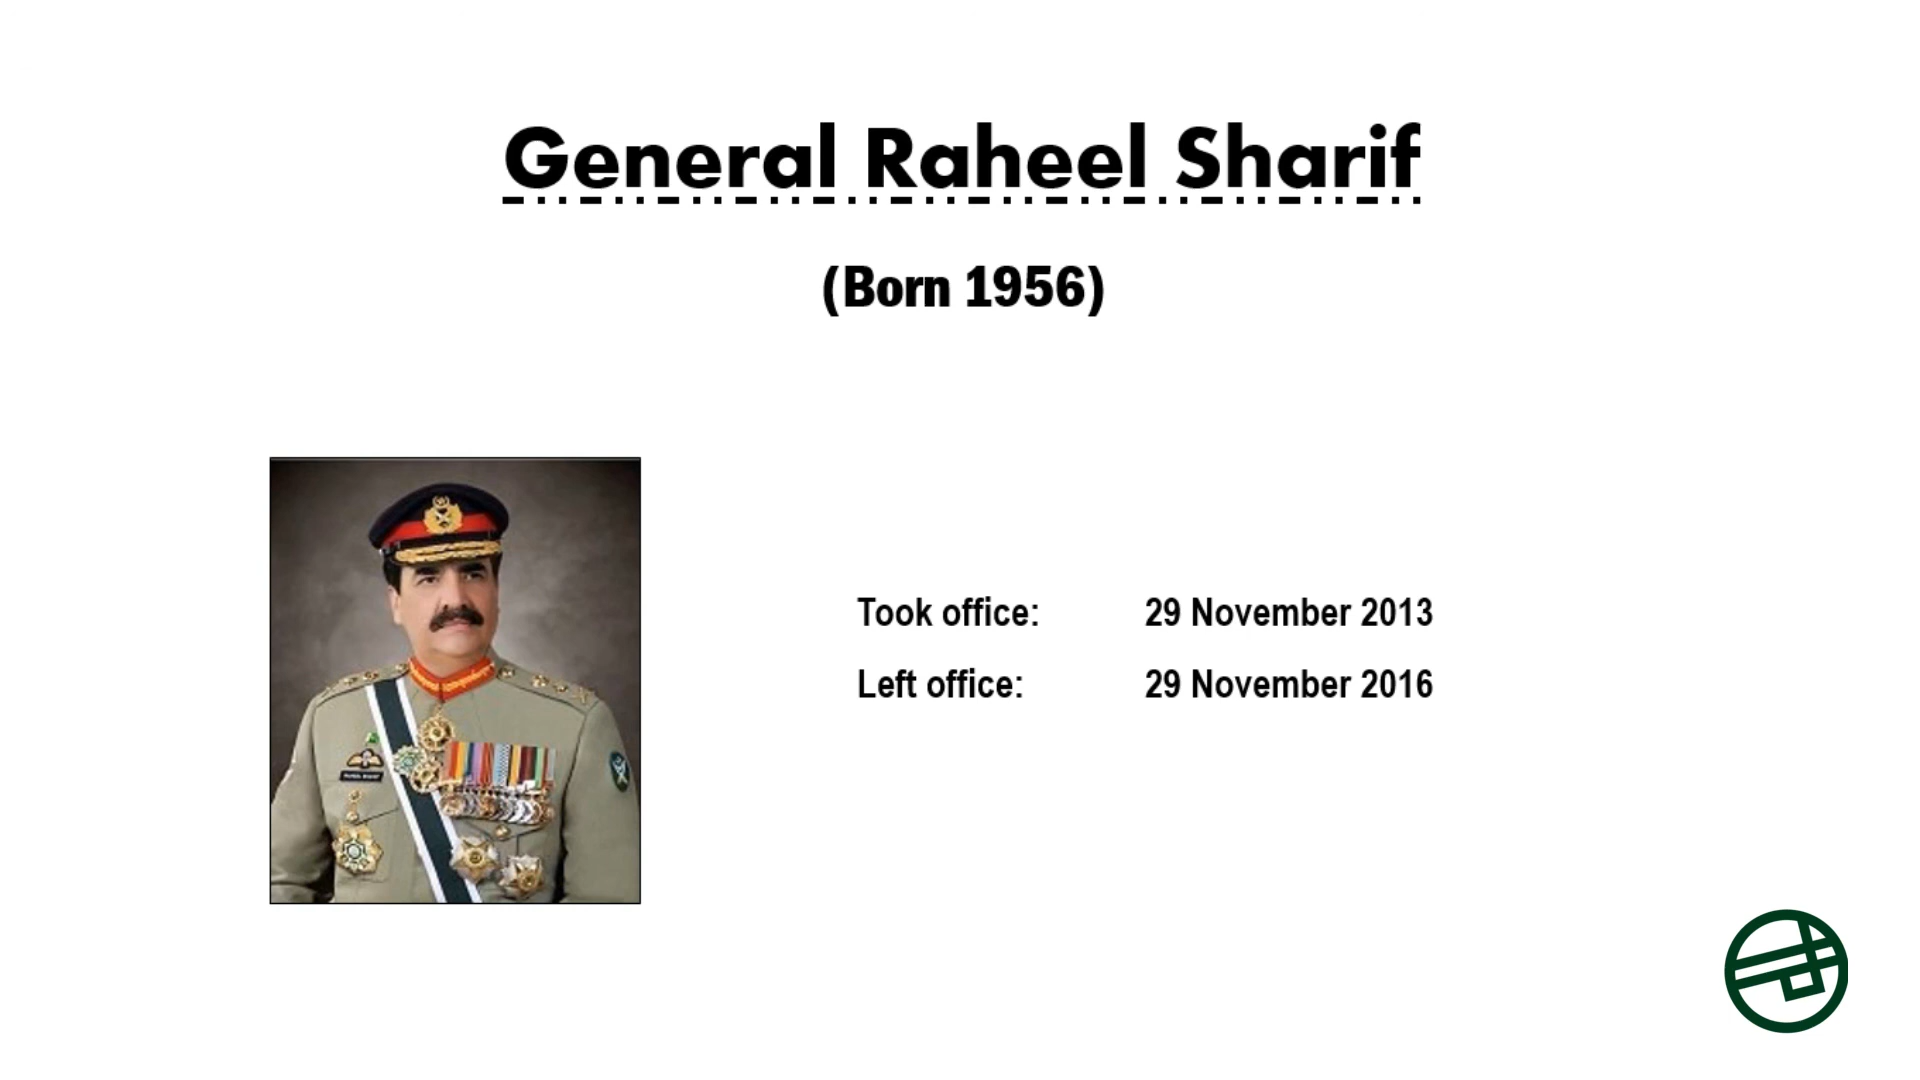 General Raheel Sharif
(Born 1956)
Took office: 29 November 2013
Left office: 29 November 2016